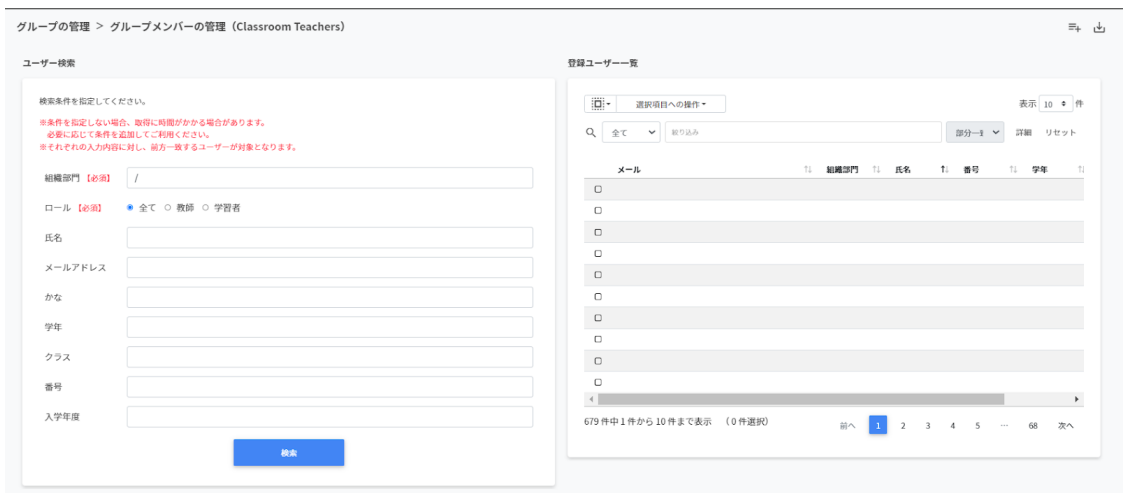 グループの管理 > グループメンバーの管理（Classroom Teachers）
ユーザー検索
検索条件を指定してください。
※条件を指定しない場合、取得に時間がかかる場合があります。
必要に応じて条件を追加してご利用ください。
※それぞれの入力内容に対し、前方一致するユーザーが対象となります。
組織部門【必須】 /
ロール【必須】 全て 教師 学習者
氏名
メールアドレス
かな
学年
クラス
番号
入学年度
検索
登録ユーザー一覧
選択項目への操作 表示 10 件
全て 絞り込み 部分一 詳細 リセット
メール 組織部門 氏名 番号 学年
679 件中 1 件から 10 件まで表示 （0 件選択）
前へ 1 2 3 4 5 … 68 次へ